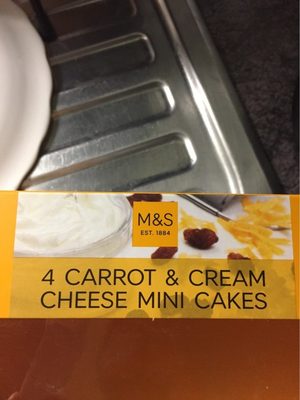 M&S
EST. 1884
4 CARROT & CREAM
CHEESE MINI CAKES